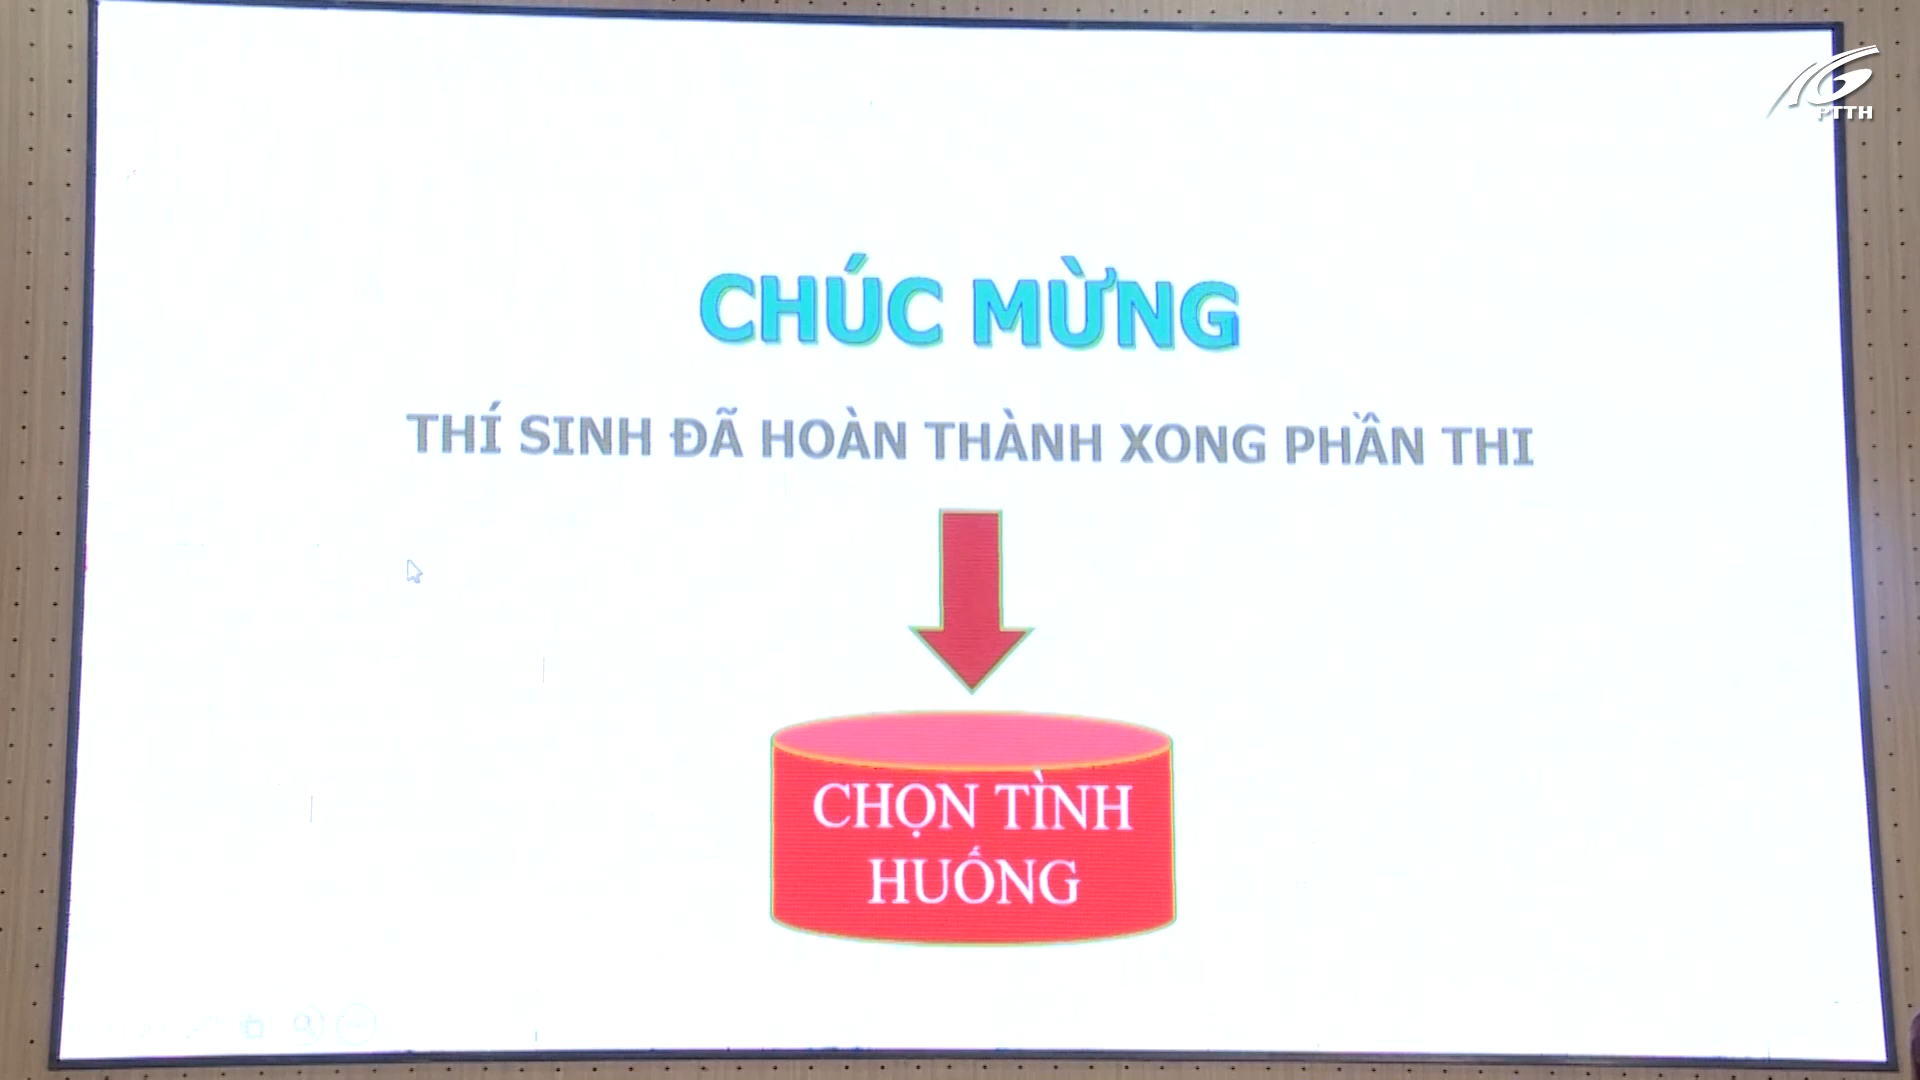 PTTH
CHÚC MỪNG
THÍ SINH ĐÃ HOÀN THÀNH XONG PHẦN THI
CHỌN TÌNH
HUỐNG